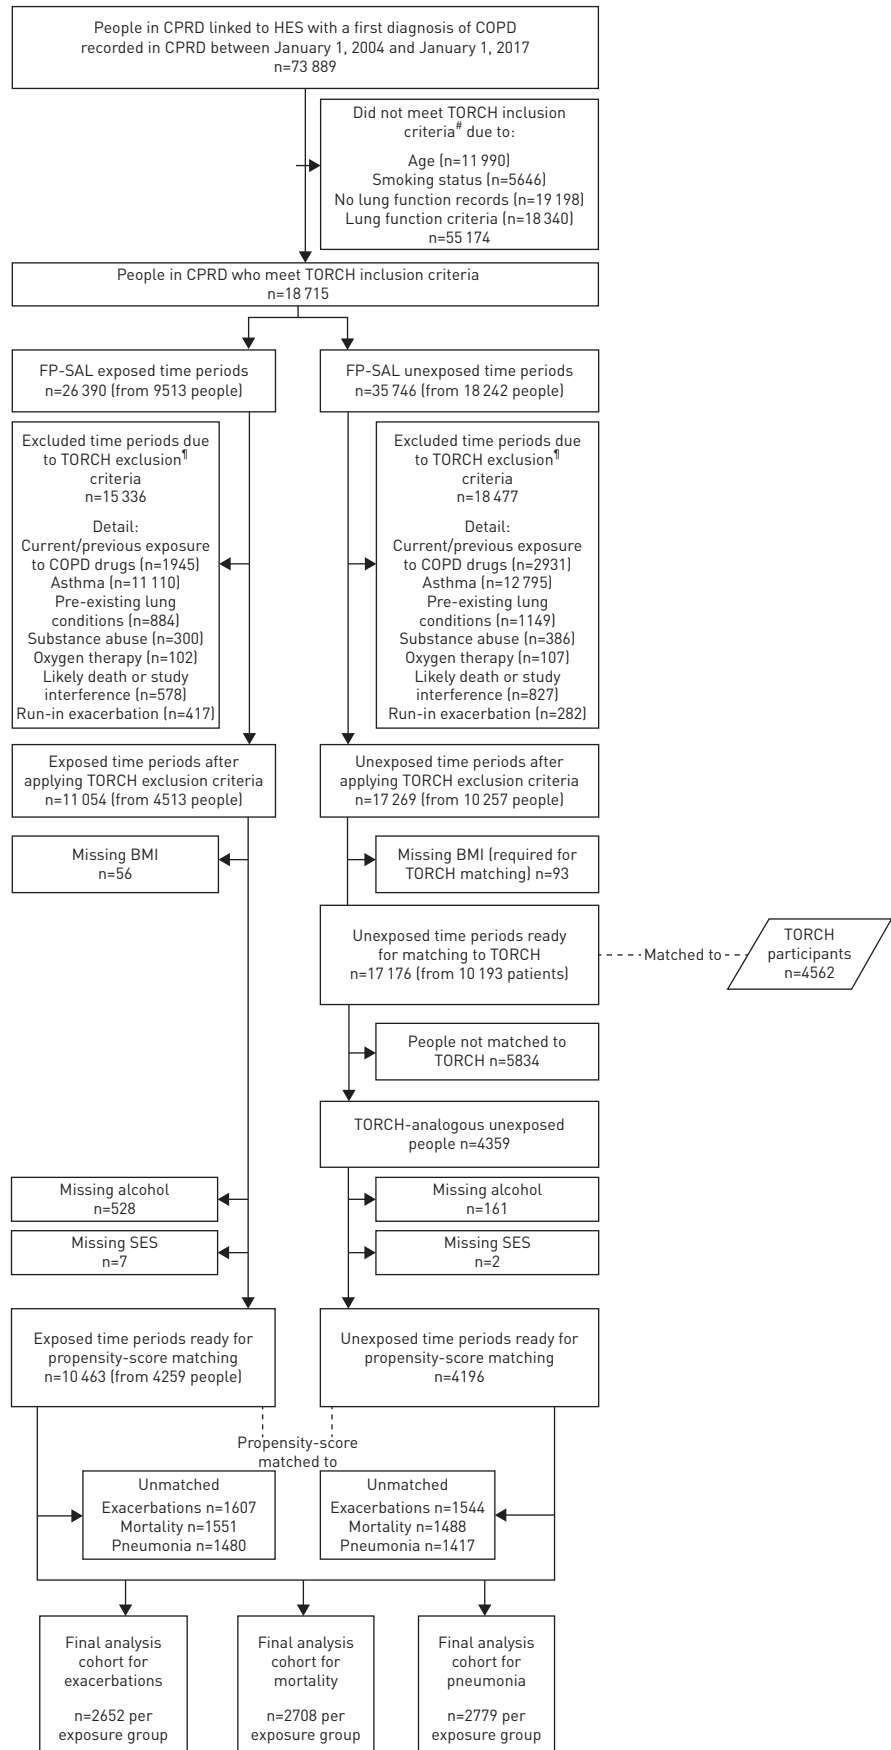 People in CPRD linked to HES with a first diagnosis of COPD
recorded in CPRD between January 1, 2004 and January 1, 2017
n=73 889
Did not meet TORCH inclusion
criteria# due to:
Age (n=11 990)
Smoking status (n=5646)
No lung function records (n=19 198)
Lung function criteria (n=18 340)
n=55 174
People in CPRD who meet TORCH inclusion criteria
n=18 715
FP-SAL exposed time periods
n=26 390 (from 9513 people)
FP-SAL unexposed time periods
n=35 746 (from 18 242 people)
Excluded time periods due
to TORCH exclusion¶
criteria
n=15 336
Detail:
Current/previous exposure
to COPD drugs (n=1945)
Asthma (n=11 110)
Pre-existing lung
conditions (n=884)
Substance abuse (n=300)
Oxygen therapy (n=102)
Likely death or study
interference (n=578)
Run-in exacerbation (n=417)
Excluded time periods due
to TORCH exclusion¶
criteria
n=18 477
Detail:
Current/previous exposure
to COPD drugs (n=2931)
Asthma (n=12 795)
Pre-existing lung
conditions (n=1149)
Substance abuse (n=386)
Oxygen therapy (n=107)
Likely death or study
interference (n=827)
Run-in exacerbation (n=282)
Exposed time periods after
applying TORCH exclusion criteria
n=11 054 (from 4513 people)
Unexposed time periods after
applying TORCH exclusion criteria
n=17 269 (from 10 257 people)
Missing BMI
n=56
Missing BMI (required for
TORCH matching) n=93
Unexposed time periods ready
for matching to TORCH
n=17 176 (from 10 193 patients)
Matched to
TORCH
participants
n=4562
People not matched to
TORCH n=5834
TORCH-analogous unexposed
people n=4359
Missing alcohol
n=528
Missing alcohol
n=161
Missing SES
n=7
Missing SES
n=2
Exposed time periods ready for
propensity-score matching
n=10 463 (from 4259 people)
Unexposed time periods ready for
propensity-score matching
n=4196
Propensity-score
matched to
Unmatched
Exacerbations n=1607
Mortality n=1551
Pneumonia n=1480
Unmatched
Exacerbations n=1544
Mortality n=1488
Pneumonia n=1417
Final analysis
cohort for
exacerbations
n=2652 per
exposure group
Final analysis
cohort for
mortality
n=2708 per
exposure group
Final analysis
cohort for
pneumonia
n=2779 per
exposure group